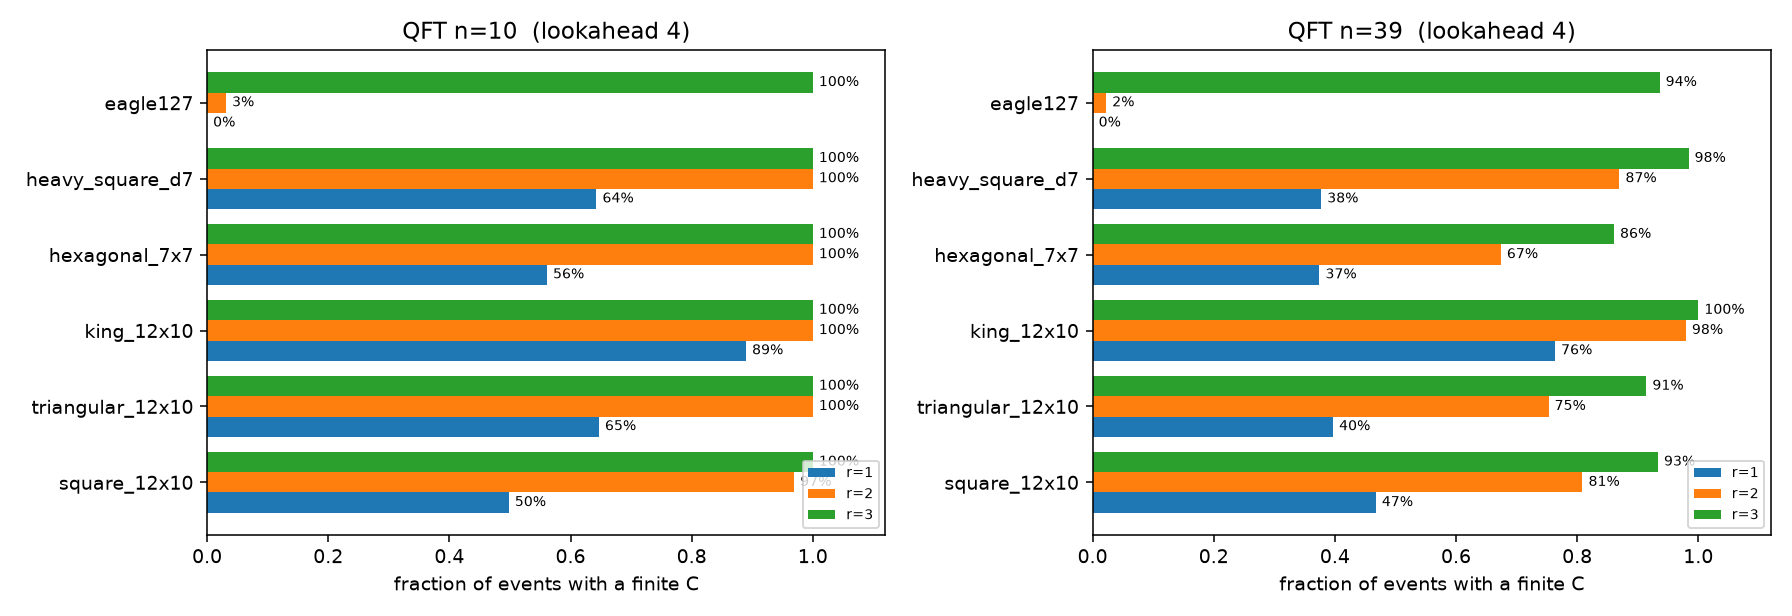 QFT n=10  (lookahead 4)
eagle127
100%
3%
0%
heavy_square_d7
100%
100%
64%
hexagonal_7x7
100%
100%
56%
king_12x10
100%
100%
89%
triangular_12x10
100%
100%
65%
square_12x10
100%
97%
50%
r=1
r=2
r=3
0.0 0.2 0.4 0.6 0.8 1.0
fraction of events with a finite C
QFT n=39  (lookahead 4)
eagle127
94%
2%
0%
heavy_square_d7
98%
87%
38%
hexagonal_7x7
86%
67%
37%
king_12x10
100%
98%
76%
triangular_12x10
91%
75%
40%
square_12x10
93%
81%
47%
r=1
r=2
r=3
0.0 0.2 0.4 0.6 0.8 1.0
fraction of events with a finite C